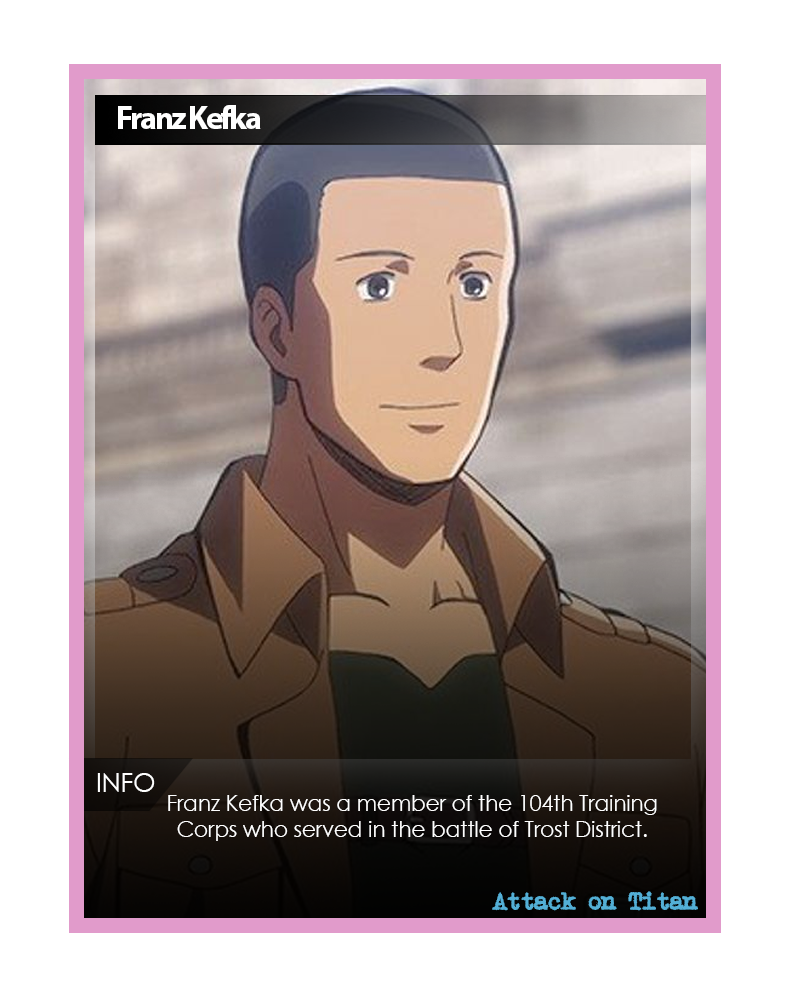 Franz Kefka
INFO
Franz Kefka was a member of the 104th Training
Corps who served in the battle of Trost District.
Attack on Titan